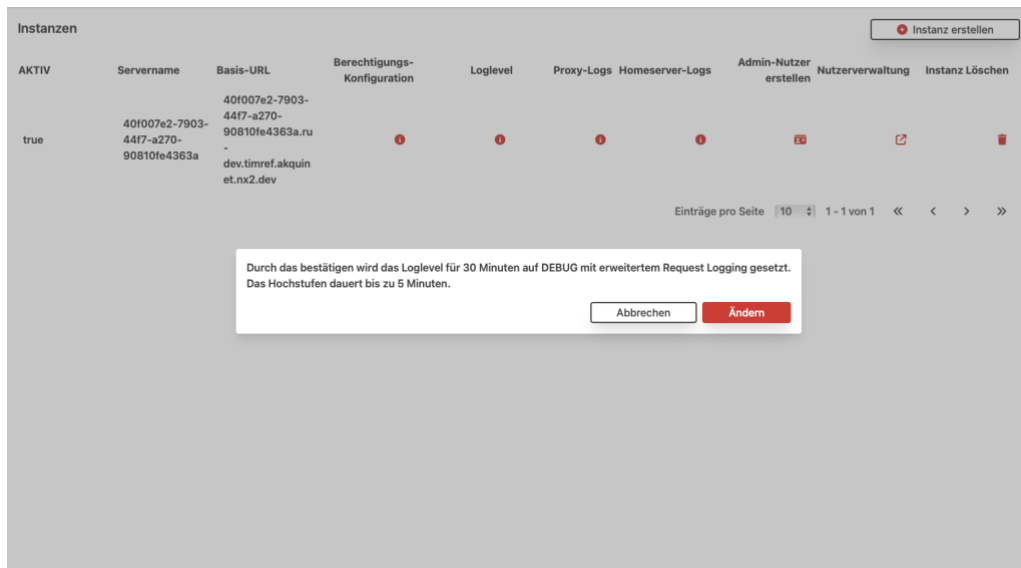 Instanzen
Instanz erstellen
AKTIV
Servername
Basis-URL
Berechtigungs-
Konfiguration
Loglevel
Proxy-Logs
Homeserver-Logs
Admin-Nutzer
erstellen
Nutzerverwaltung
Instanz Löschen
true
40f007e2-7903-
44f7-a270-
90810fe4363a
40f007e2-7903-
44f7-a270-
90810fe4363a.ru
-
dev.timref.akquin
et.nx2.dev
Einträge pro Seite 10 1 - 1 von 1
Durch das bestätigen wird das Loglevel für 30 Minuten auf DEBUG mit erweitertem Request Logging gesetzt.
Das Hochstufen dauert bis zu 5 Minuten.
Abbrechen
Ändern